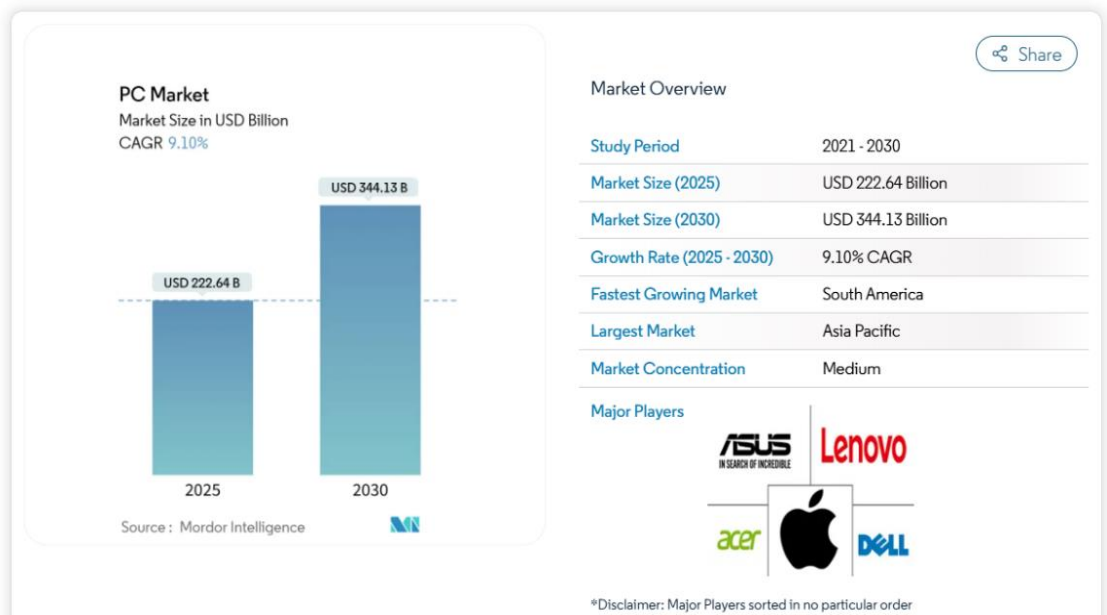 Share
PC Market
Market Size in USD Billion
CAGR 9.10%
USD 344.13 B
USD 222.64 B
2025 2030
Source : Mordor Intelligence
Market Overview
Study Period 2021 - 2030
Market Size (2025) USD 222.64 Billion
Market Size (2030) USD 344.13 Billion
Growth Rate (2025 - 2030) 9.10% CAGR
Fastest Growing Market South America
Largest Market Asia Pacific
Market Concentration Medium
Major Players
ASUS
IN SEARCH OF INCREDIBLE
Lenovo
acer
DELL
*Disclaimer: Major Players sorted in no particular order